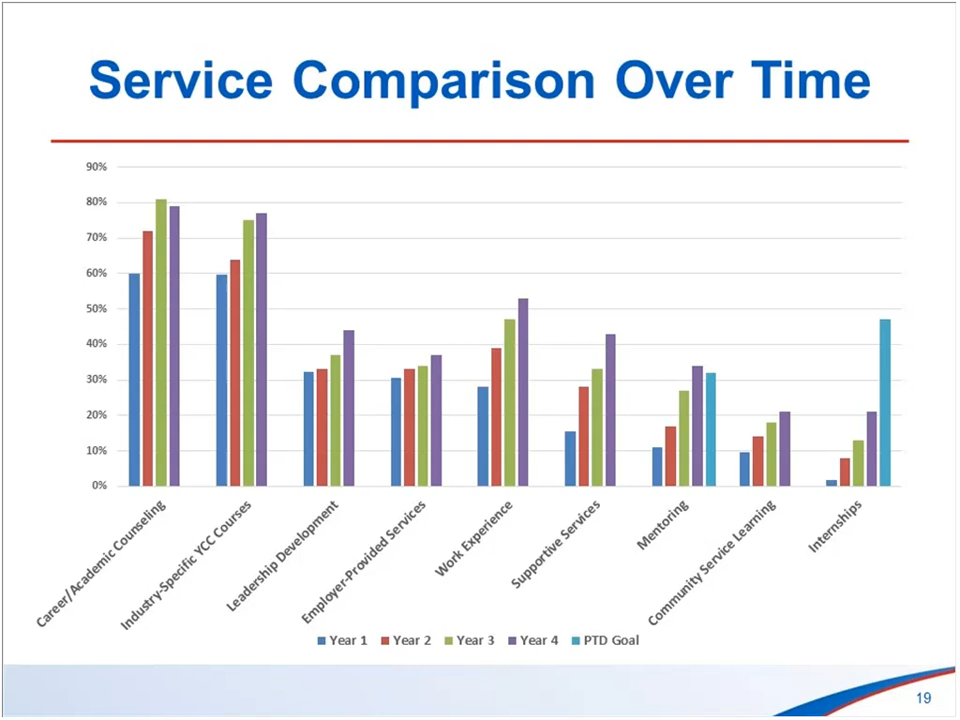 Service Comparison Over Time
90%
80%
70%
60%
50%
40%
30%
20%
10%
0%
Career/Academic Counseling
Industry-Specific YCC Courses
Leadership Development
Employer-Provided Services
Work Experience
Supportive Services
Mentoring
Community Service Learning
Internships
Year 1 Year 2 Year 3 Year 4 PTD Goal
19